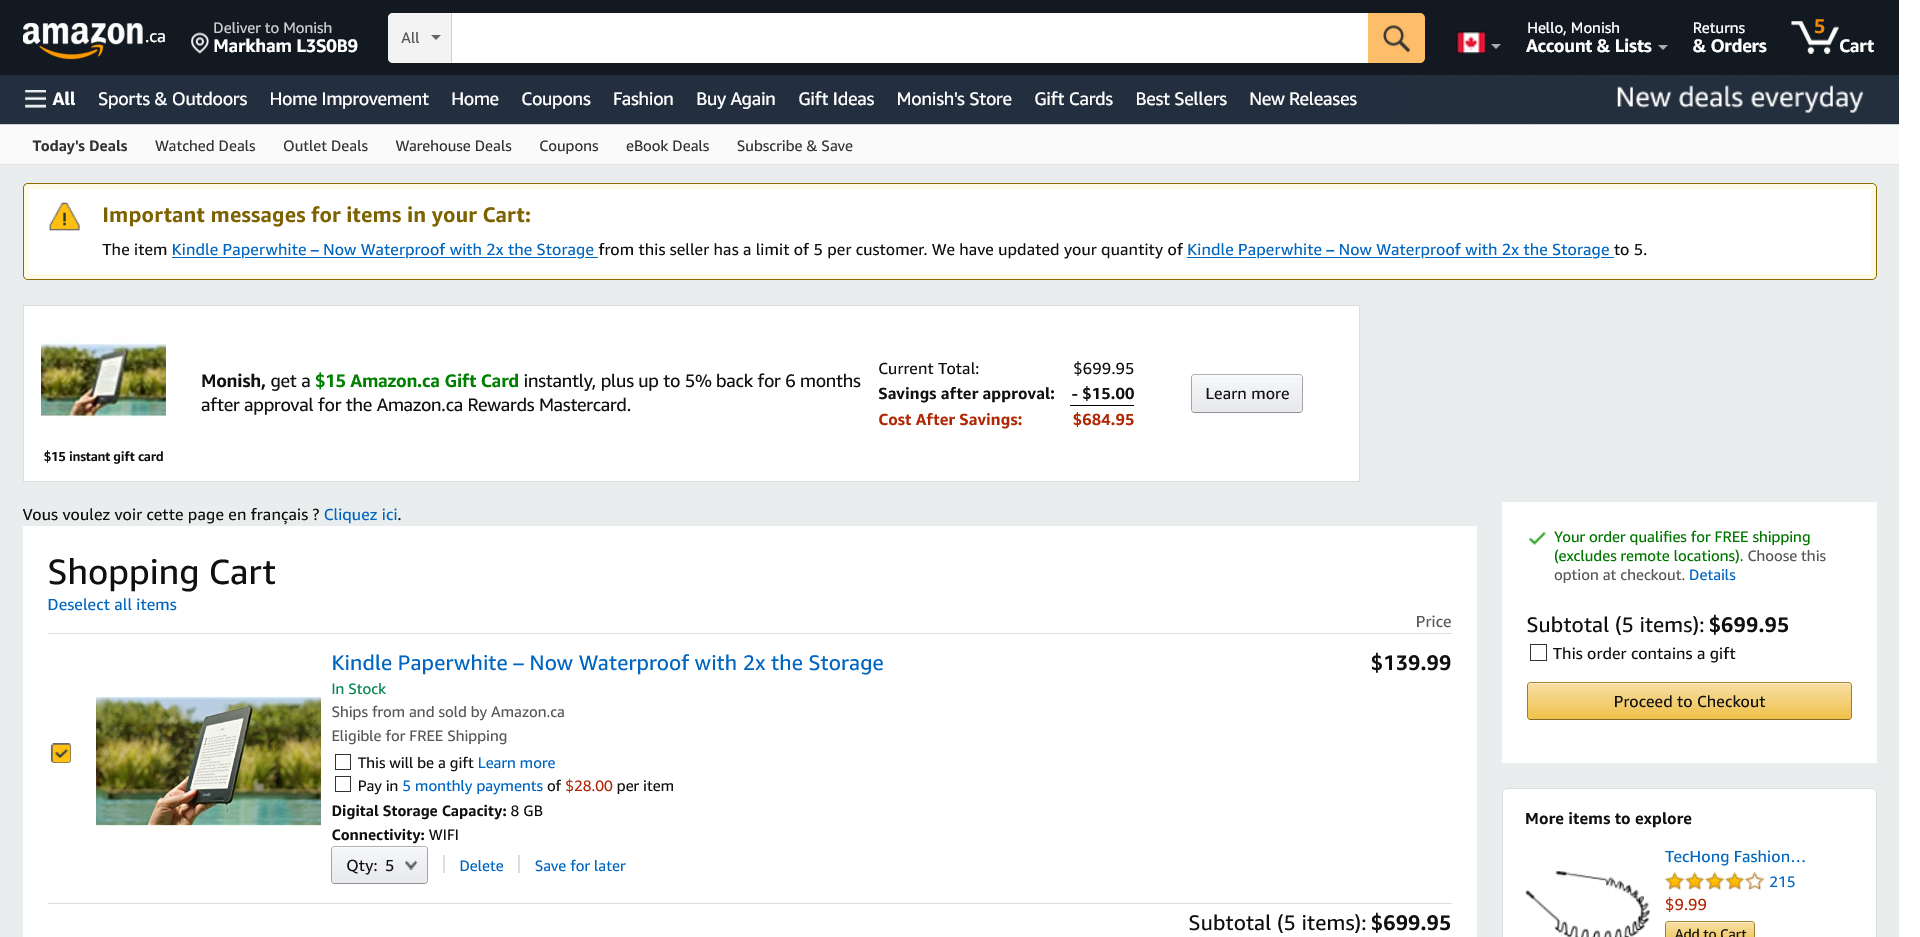 amazon.ca
Deliver to Monish
Markham L3S0B9
All
Hello, Monish
Account & Lists
Returns
& Orders
5
Cart
All
Sports & Outdoors
Home Improvement
Home
Coupons
Fashion
Buy Again
Gift Ideas
Monish's Store
Gift Cards
Best Sellers
New Releases
New deals everyday
Today's Deals
Watched Deals
Outlet Deals
Warehouse Deals
Coupons
eBook Deals
Subscribe & Save
Important messages for items in your Cart:
The item Kindle Paperwhite – Now Waterproof with 2x the Storage from this seller has a limit of 5 per customer. We have updated your quantity of Kindle Paperwhite – Now Waterproof with 2x the Storage to 5.
Monish, get a $15 Amazon.ca Gift Card instantly, plus up to 5% back for 6 months
after approval for the Amazon.ca Rewards Mastercard.
$15 instant gift card
Current Total: $699.95
Savings after approval: - $15.00
Cost After Savings: $684.95
Learn more
Vous voulez voir cette page en français ? Cliquez ici.
Shopping Cart
Deselect all items
Price
Kindle Paperwhite – Now Waterproof with 2x the Storage
$139.99
In Stock
Ships from and sold by Amazon.ca
Eligible for FREE Shipping
This will be a gift Learn more
Pay in 5 monthly payments of $28.00 per item
Digital Storage Capacity: 8 GB
Connectivity: WIFI
Qty: 5
Delete
Save for later
Subtotal (5 items): $699.95
Your order qualifies for FREE shipping
(excludes remote locations). Choose this
option at checkout. Details
Subtotal (5 items): $699.95
This order contains a gift
Proceed to Checkout
More items to explore
TecHong Fashion…
215
$9.99
Add to Cart